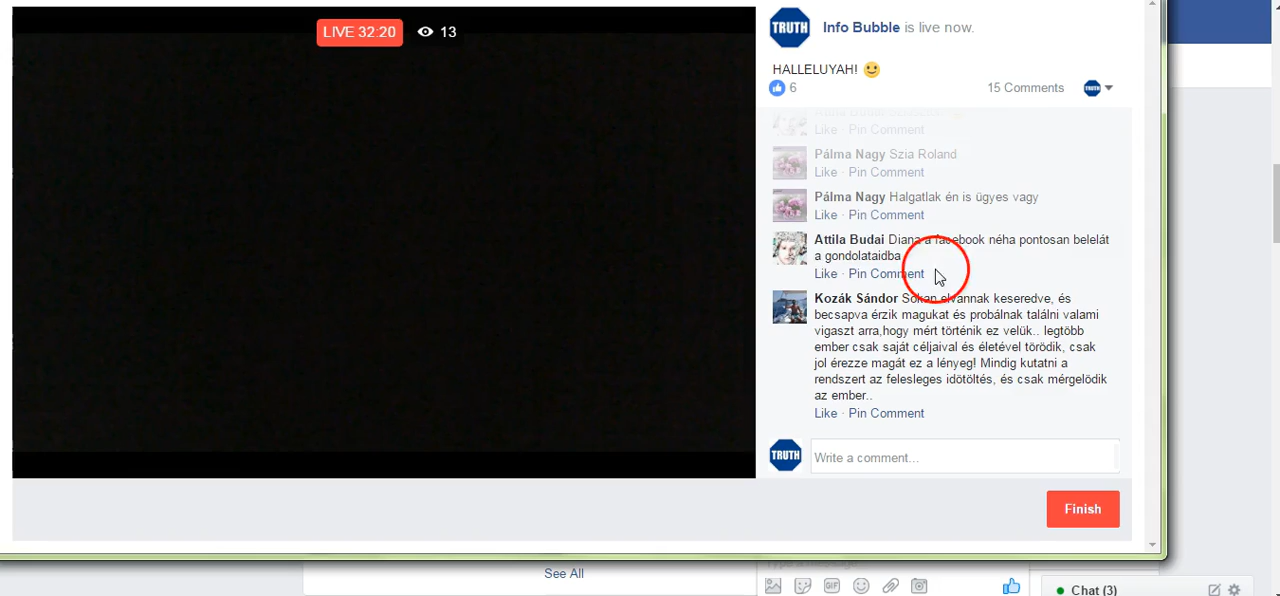 LIVE 32:20
13
TRUTH
Info Bubble is live now.
HALLELUYAH!
6
15 Comments
TRUTH
Like · Pin Comment
Pálma Nagy Szia Roland
Like · Pin Comment
Pálma Nagy Halgatlak én is ügyes vagy
Like · Pin Comment
Attila Budai Diana a facebook néha pontosan belelát
a gondolataidba
Like · Pin Comment
Kozák Sándor Sokan elvannak keseredve, és
becsapva érzik magukat és probálnak találni valami
vigaszt arra,hogy mért történik ez velük.. legtöbb
ember csak saját céljaival és életével törödik, csak
jol érezze magát ez a lényeg! Mindig kutatni a
rendszert az felesleges idötöltés, és csak mérgelödik
az ember..
Like · Pin Comment
TRUTH
Write a comment...
Finish
See All
GIF
Chat (3)